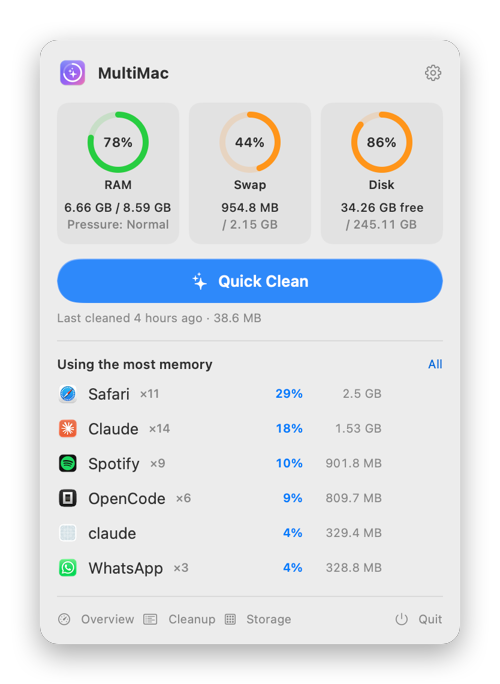 MultiMac
78% 44% 86%
RAM Swap Disk
6.66 GB / 8.59 GB 954.8 MB 34.26 GB free
Pressure: Normal / 2.15 GB / 245.11 GB
Quick Clean
Last cleaned 4 hours ago · 38.6 MB
Using the most memory All
Safari ×11 29% 2.5 GB
Claude ×14 18% 1.53 GB
Spotify ×9 10% 901.8 MB
OpenCode ×6 9% 809.7 MB
claude 4% 329.4 MB
WhatsApp ×3 4% 328.8 MB
Overview Cleanup Storage Quit